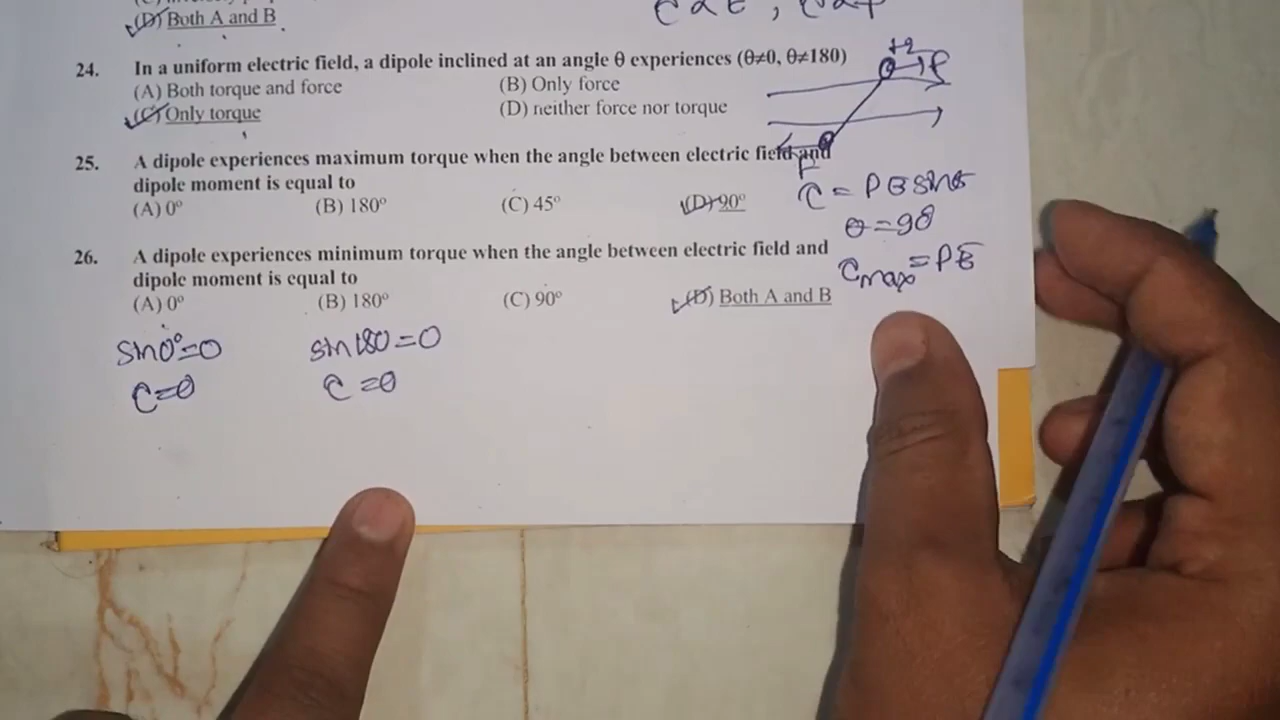 (D) Both A and B
24. In a uniform electric field, a dipole inclined at an angle θ experiences (θ≠0, θ≠180)
(A) Both torque and force (B) Only force
(C) Only torque (D) neither force nor torque
+q
F
25. A dipole experiences maximum torque when the angle between electric field and
dipole moment is equal to
F
(A) 0° (B) 180° (C) 45° (D) 90°
τ = PE sinθ
θ = 90
τmax = PE
26. A dipole experiences minimum torque when the angle between electric field and
dipole moment is equal to
(A) 0° (B) 180° (C) 90° (D) Both A and B
sin0°=0 sin180=0
τ=0 τ=0